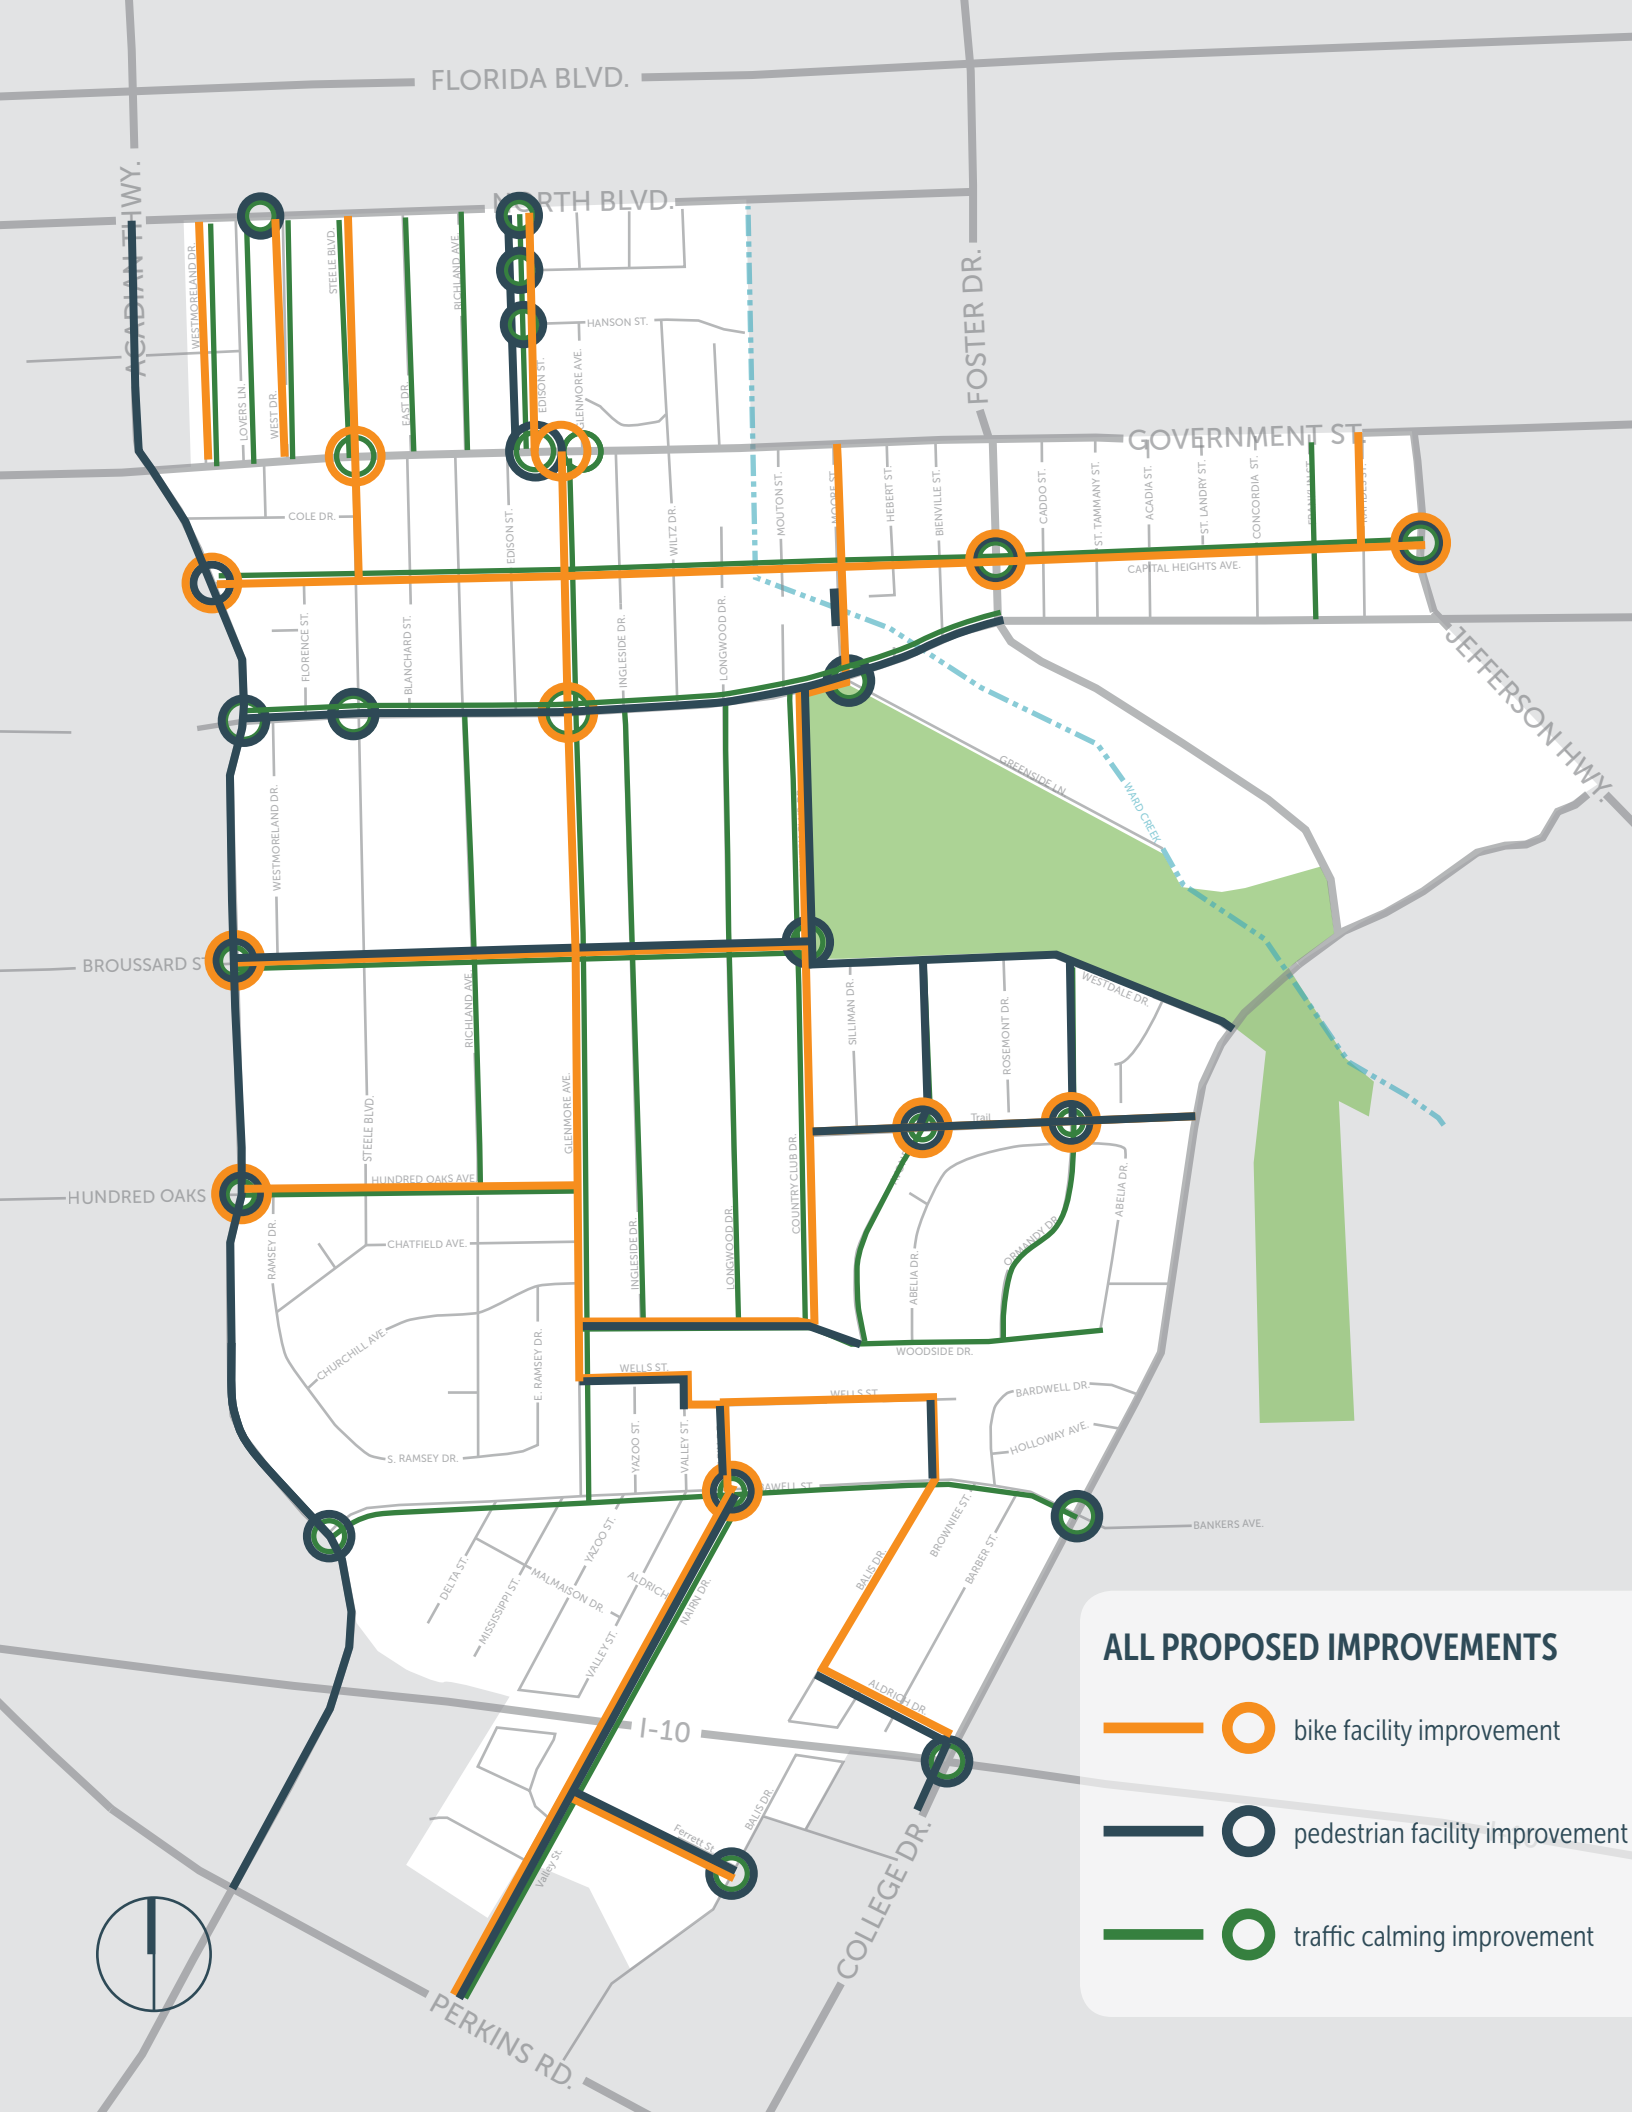 FLORIDA BLVD.
NORTH BLVD.
ACADIAN THWY.
FOSTER DR.
WESTMORELAND DR.
LOVERS LN.
WEST DR.
STEELE BLVD.
EAST DR.
RICHLAND AVE.
EDISON ST.
GLENMORE AVE.
HANSON ST.
GOVERNMENT ST.
COLE DR.
EDISON ST.
WILTZ DR.
MOUTON ST.
MOORE ST.
HEBERT ST.
BIENVILLE ST.
CADDO ST.
ST. TAMMANY ST.
ACADIA ST.
ST. LANDRY ST.
CONCORDIA ST.
FRANKLIN ST.
CAPITAL HEIGHTS AVE.
FLORENCE ST.
BLANCHARD ST.
INGLESIDE DR.
LONGWOOD DR.
JEFFERSON HWY.
GREENSIDE LN.
WARD CREEK
WESTMORELAND DR.
BROUSSARD ST
RICHLAND AVE.
SILLIMAN DR.
ROSEMONT DR.
WESTDALE DR.
STEELE BLVD.
GLENMORE AVE.
COUNTRY CLUB DR.
Trail
HUNDRED OAKS
HUNDRED OAKS AVE.
ABELIA DR.
RAMSEY DR.
CHATFIELD AVE.
INGLESIDE DR.
LONGWOOD DR.
ABELIA DR.
ORMANDY DR.
CHURCHILL AVE.
E. RAMSEY DR.
WOODSIDE DR.
WELLS ST.
WELLS ST.
BARDWELL DR.
HOLLOWAY AVE.
S. RAMSEY DR.
YAZOO ST.
VALLEY ST.
BANKERS AVE.
DELTA ST.
MISSISSIPPI ST.
YAZOO ST.
MALMAISON DR.
ALDRICH
VALLEY ST.
NAIRN DR.
BALIS DR.
BROWNIEE ST.
BARBER ST.
ALDRICH DR.
I-10
BALIS DR.
Ferrett St.
Valley St.
COLLEGE DR.
PERKINS RD.
ALL PROPOSED IMPROVEMENTS
bike facility improvement
pedestrian facility improvement
traffic calming improvement